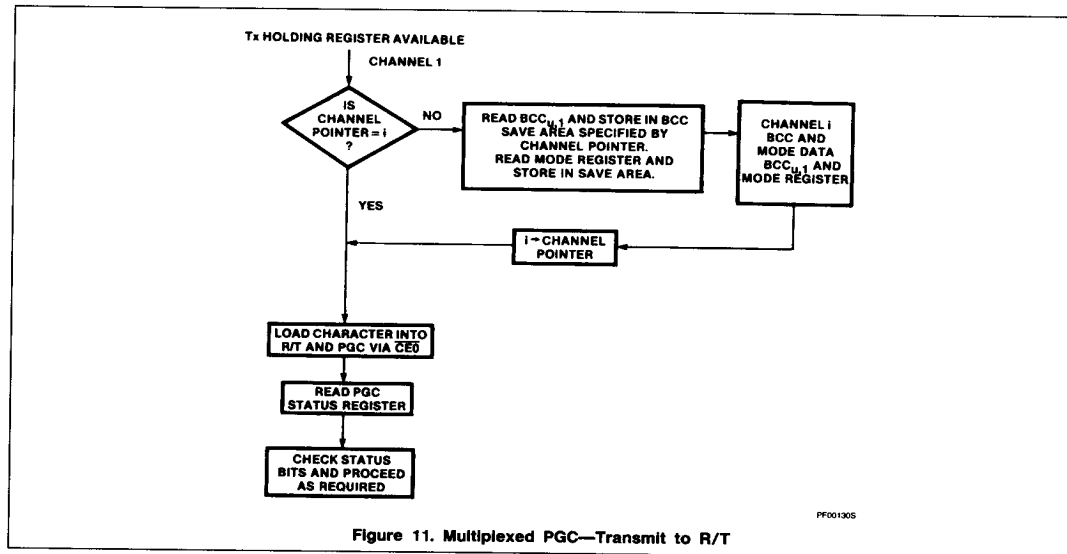 Tx HOLDING REGISTER AVAILABLE
CHANNEL 1
IS
CHANNEL
POINTER = i
?
NO
READ BCCu,1 AND STORE IN BCC
SAVE AREA SPECIFIED BY
CHANNEL POINTER.
READ MODE REGISTER AND
STORE IN SAVE AREA.
CHANNEL i
BCC AND
MODE DATA
BCCu,1 AND
MODE REGISTER
YES
i → CHANNEL
POINTER
LOAD CHARACTER INTO
R/T AND PGC VIA C̅E̅0̅
READ PGC
STATUS REGISTER
CHECK STATUS
BITS AND PROCEED
AS REQUIRED
PF00130S
Figure 11. Multiplexed PGC—Transmit to R/T